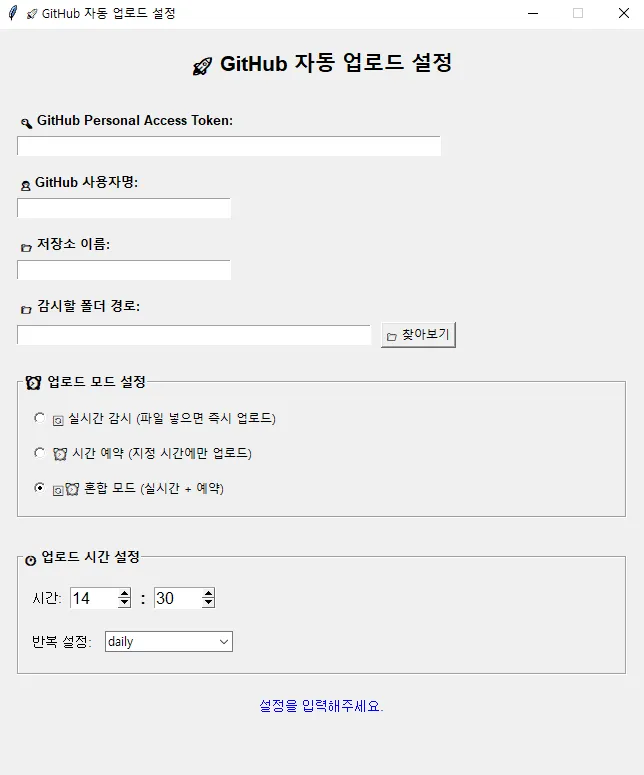 GitHub 자동 업로드 설정
GitHub 자동 업로드 설정
GitHub Personal Access Token:
GitHub 사용자명:
저장소 이름:
감시할 폴더 경로:
찾아보기
업로드 모드 설정
실시간 감시 (파일 넣으면 즉시 업로드)
시간 예약 (지정 시간에만 업로드)
혼합 모드 (실시간 + 예약)
업로드 시간 설정
시간: 14 : 30
반복 설정: daily
설정을 입력해주세요.